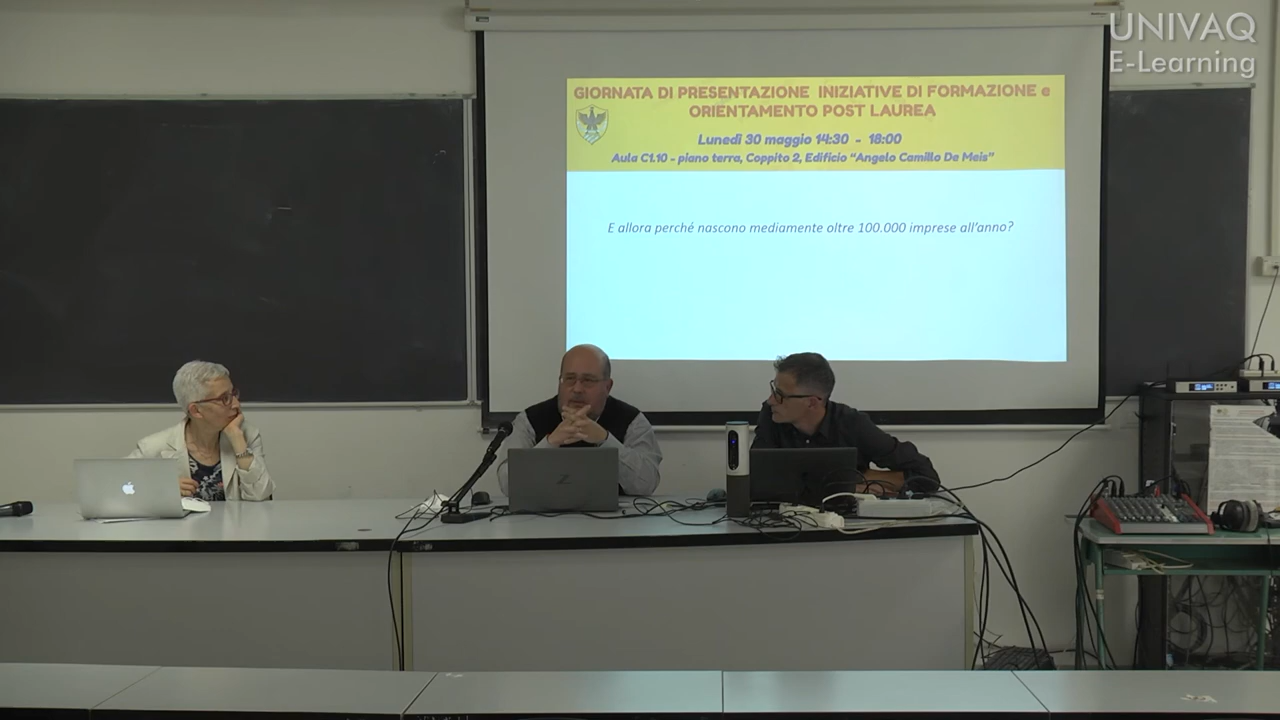 UNIVAQ
E-Learning
GIORNATA DI PRESENTAZIONE INIZIATIVE DI FORMAZIONE e
ORIENTAMENTO POST LAUREA
Lunedì 30 maggio 14:30 - 18:00
Aula C1.10 - piano terra, Coppito 2, Edificio "Angelo Camillo De Meis"
E allora perché nascono mediamente oltre 100.000 imprese all'anno?